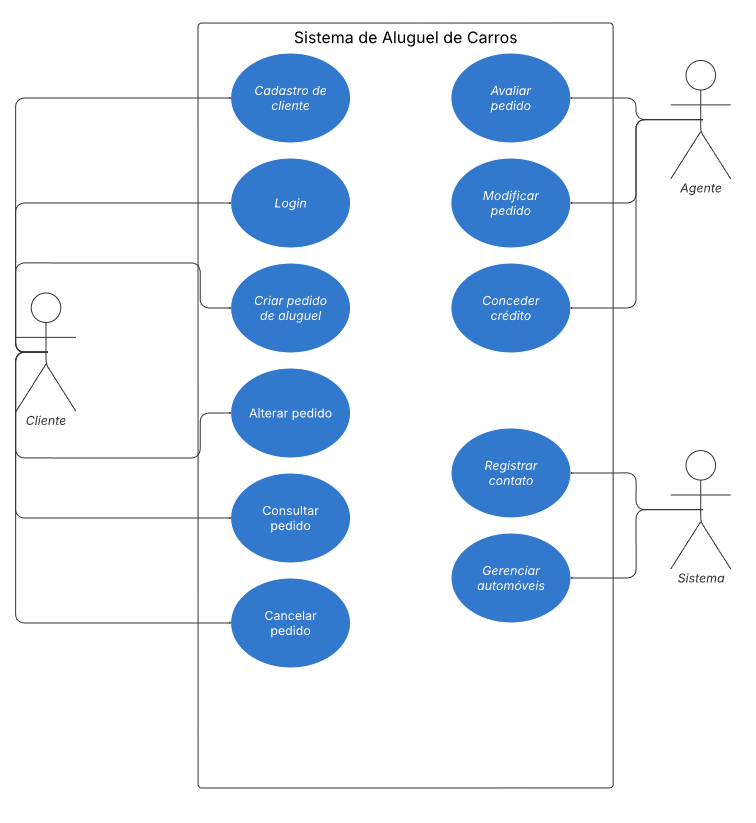 Sistema de Aluguel de Carros
Cadastro de
cliente
Login
Criar pedido
de aluguel
Alterar pedido
Consultar
pedido
Cancelar
pedido
Avaliar
pedido
Modificar
pedido
Conceder
crédito
Registrar
contato
Gerenciar
automóveis
Cliente
Agente
Sistema